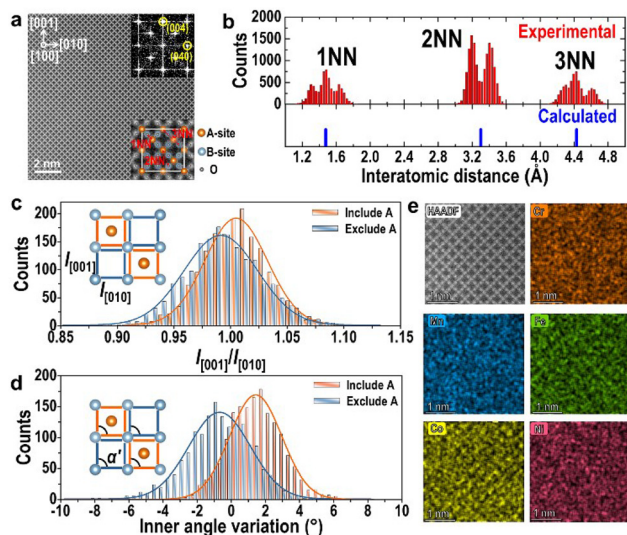 a
[001]
[010]
[100]
(004)
(040)
A-site
B-site
O
2 nm
b
2000
1500
1000
500
0
Counts
1NN
2NN
3NN
Experimental
Calculated
1.2 1.6 2.0 2.4 2.8 3.2 3.6 4.0 4.4 4.8
Interatomic distance (Å)
c
200
150
100
50
0
Counts
I[001]
I[010]
Include A
Exclude A
0.85 0.90 0.95 1.00 1.05 1.10 1.15
I[001]/I[010]
d
200
150
100
50
0
Counts
α'
Include A
Exclude A
-10 -8 -6 -4 -2 0 2 4 6 8 10
Inner angle variation (°)
e
HAADF
1 nm
Cr
1 nm
Mn
1 nm
Fe
1 nm
Co
1 nm
Ni
1 nm